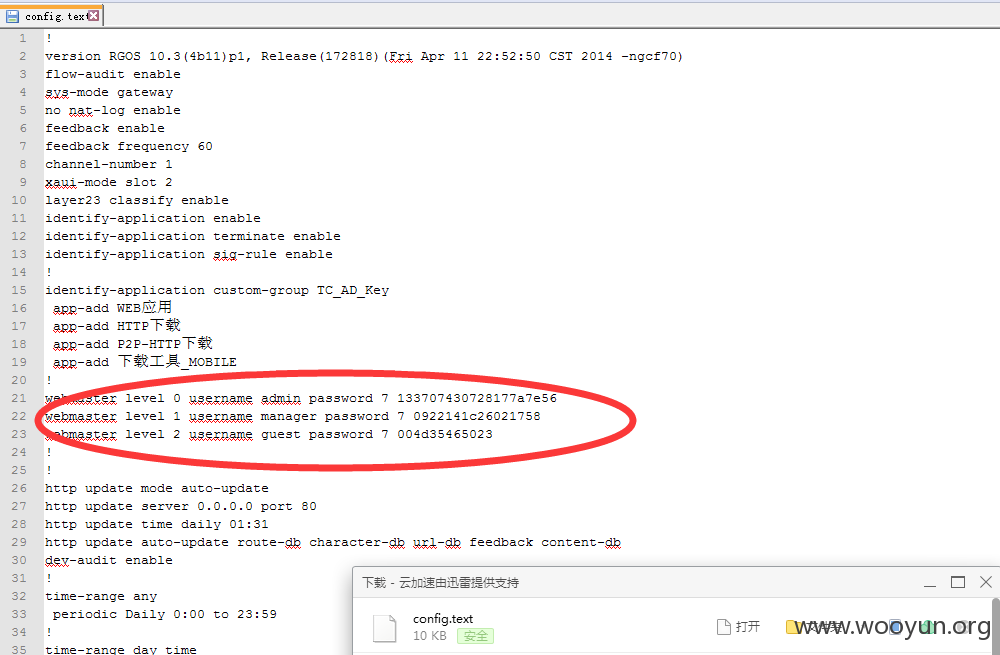 config.text
1 !
2 version RGOS 10.3(4b11)p1, Release(172818)(Fri Apr 11 22:52:50 CST 2014 -ngcf70)
3 flow-audit enable
4 sys-mode gateway
5 no nat-log enable
6 feedback enable
7 feedback frequency 60
8 channel-number 1
9 xaui-mode slot 2
10 layer23 classify enable
11 identify-application enable
12 identify-application terminate enable
13 identify-application sig-rule enable
14 !
15 identify-application custom-group TC_AD_Key
16 app-add WEB应用
17 app-add HTTP下载
18 app-add P2P-HTTP下载
19 app-add 下载工具_MOBILE
20 !
21 webmaster level 0 username admin password 7 133707430728177a7e56
22 webmaster level 1 username manager password 7 0922141c26021758
23 webmaster level 2 username guest password 7 004d35465023
24 !
25 !
26 http update mode auto-update
27 http update server 0.0.0.0 port 80
28 http update time daily 01:31
29 http update auto-update route-db character-db url-db feedback content-db
30 dev-audit enable
31 !
32 time-range any
33 periodic Daily 0:00 to 23:59
34 !
35 time-range day time
下载 - 云加速由迅雷提供支持
config.text
10 KB 安全
打开
www.wooyun.org